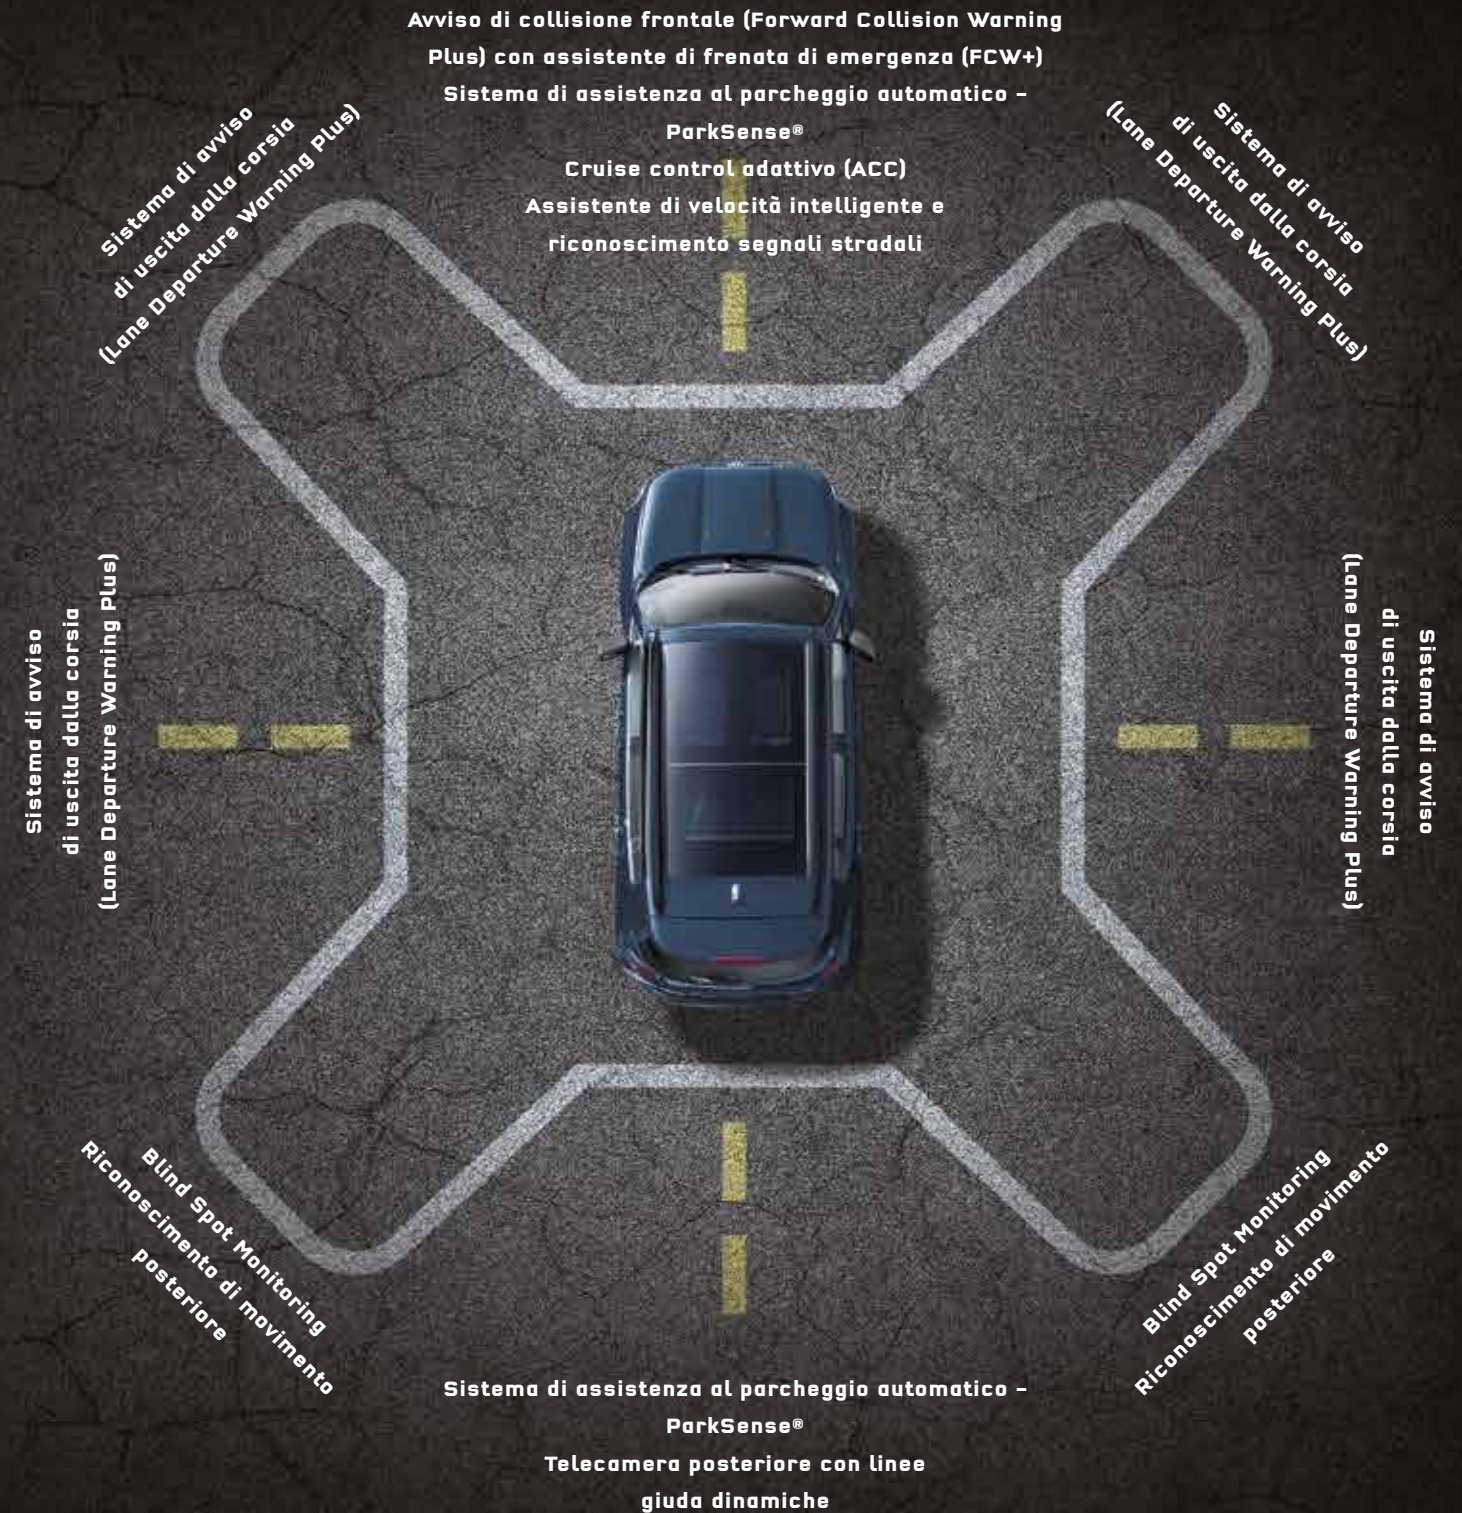 Avviso di collisione frontale (Forward Collision Warning
Plus) con assistente di frenata di emergenza (FCW+)
Sistema di assistenza al parcheggio automatico –
ParkSense®
Cruise control adattivo (ACC)
Assistente di velocità intelligente e
riconoscimento segnali stradali
Sistema di avviso
di uscita dalla corsia
(Lane Departure Warning Plus)
Sistema di avviso
di uscita dalla corsia
(Lane Departure Warning Plus)
Sistema di avviso
di uscita dalla corsia
(Lane Departure Warning Plus)
Sistema di avviso
di uscita dalla corsia
(Lane Departure Warning Plus)
Blind Spot Monitoring
Riconoscimento di movimento
posteriore
Blind Spot Monitoring
Riconoscimento di movimento
posteriore
Sistema di assistenza al parcheggio automatico –
ParkSense®
Telecamera posteriore con linee
giuda dinamiche